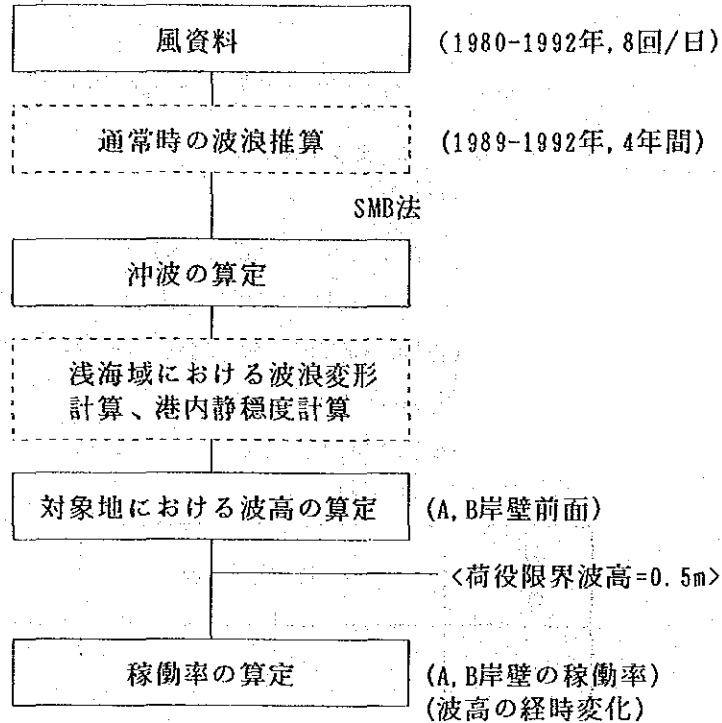 風資料
(1980-1992年, 8回/日)
通常時の波浪推算
(1989-1992年, 4年間)
SMB法
沖波の算定
浅海域における波浪変形
計算、港内静穏度計算
対象地における波高の算定
(A, B岸壁前面)
<荷役限界波高=0.5m>
稼働率の算定
(A, B岸壁の稼働率)
(波高の経時変化)